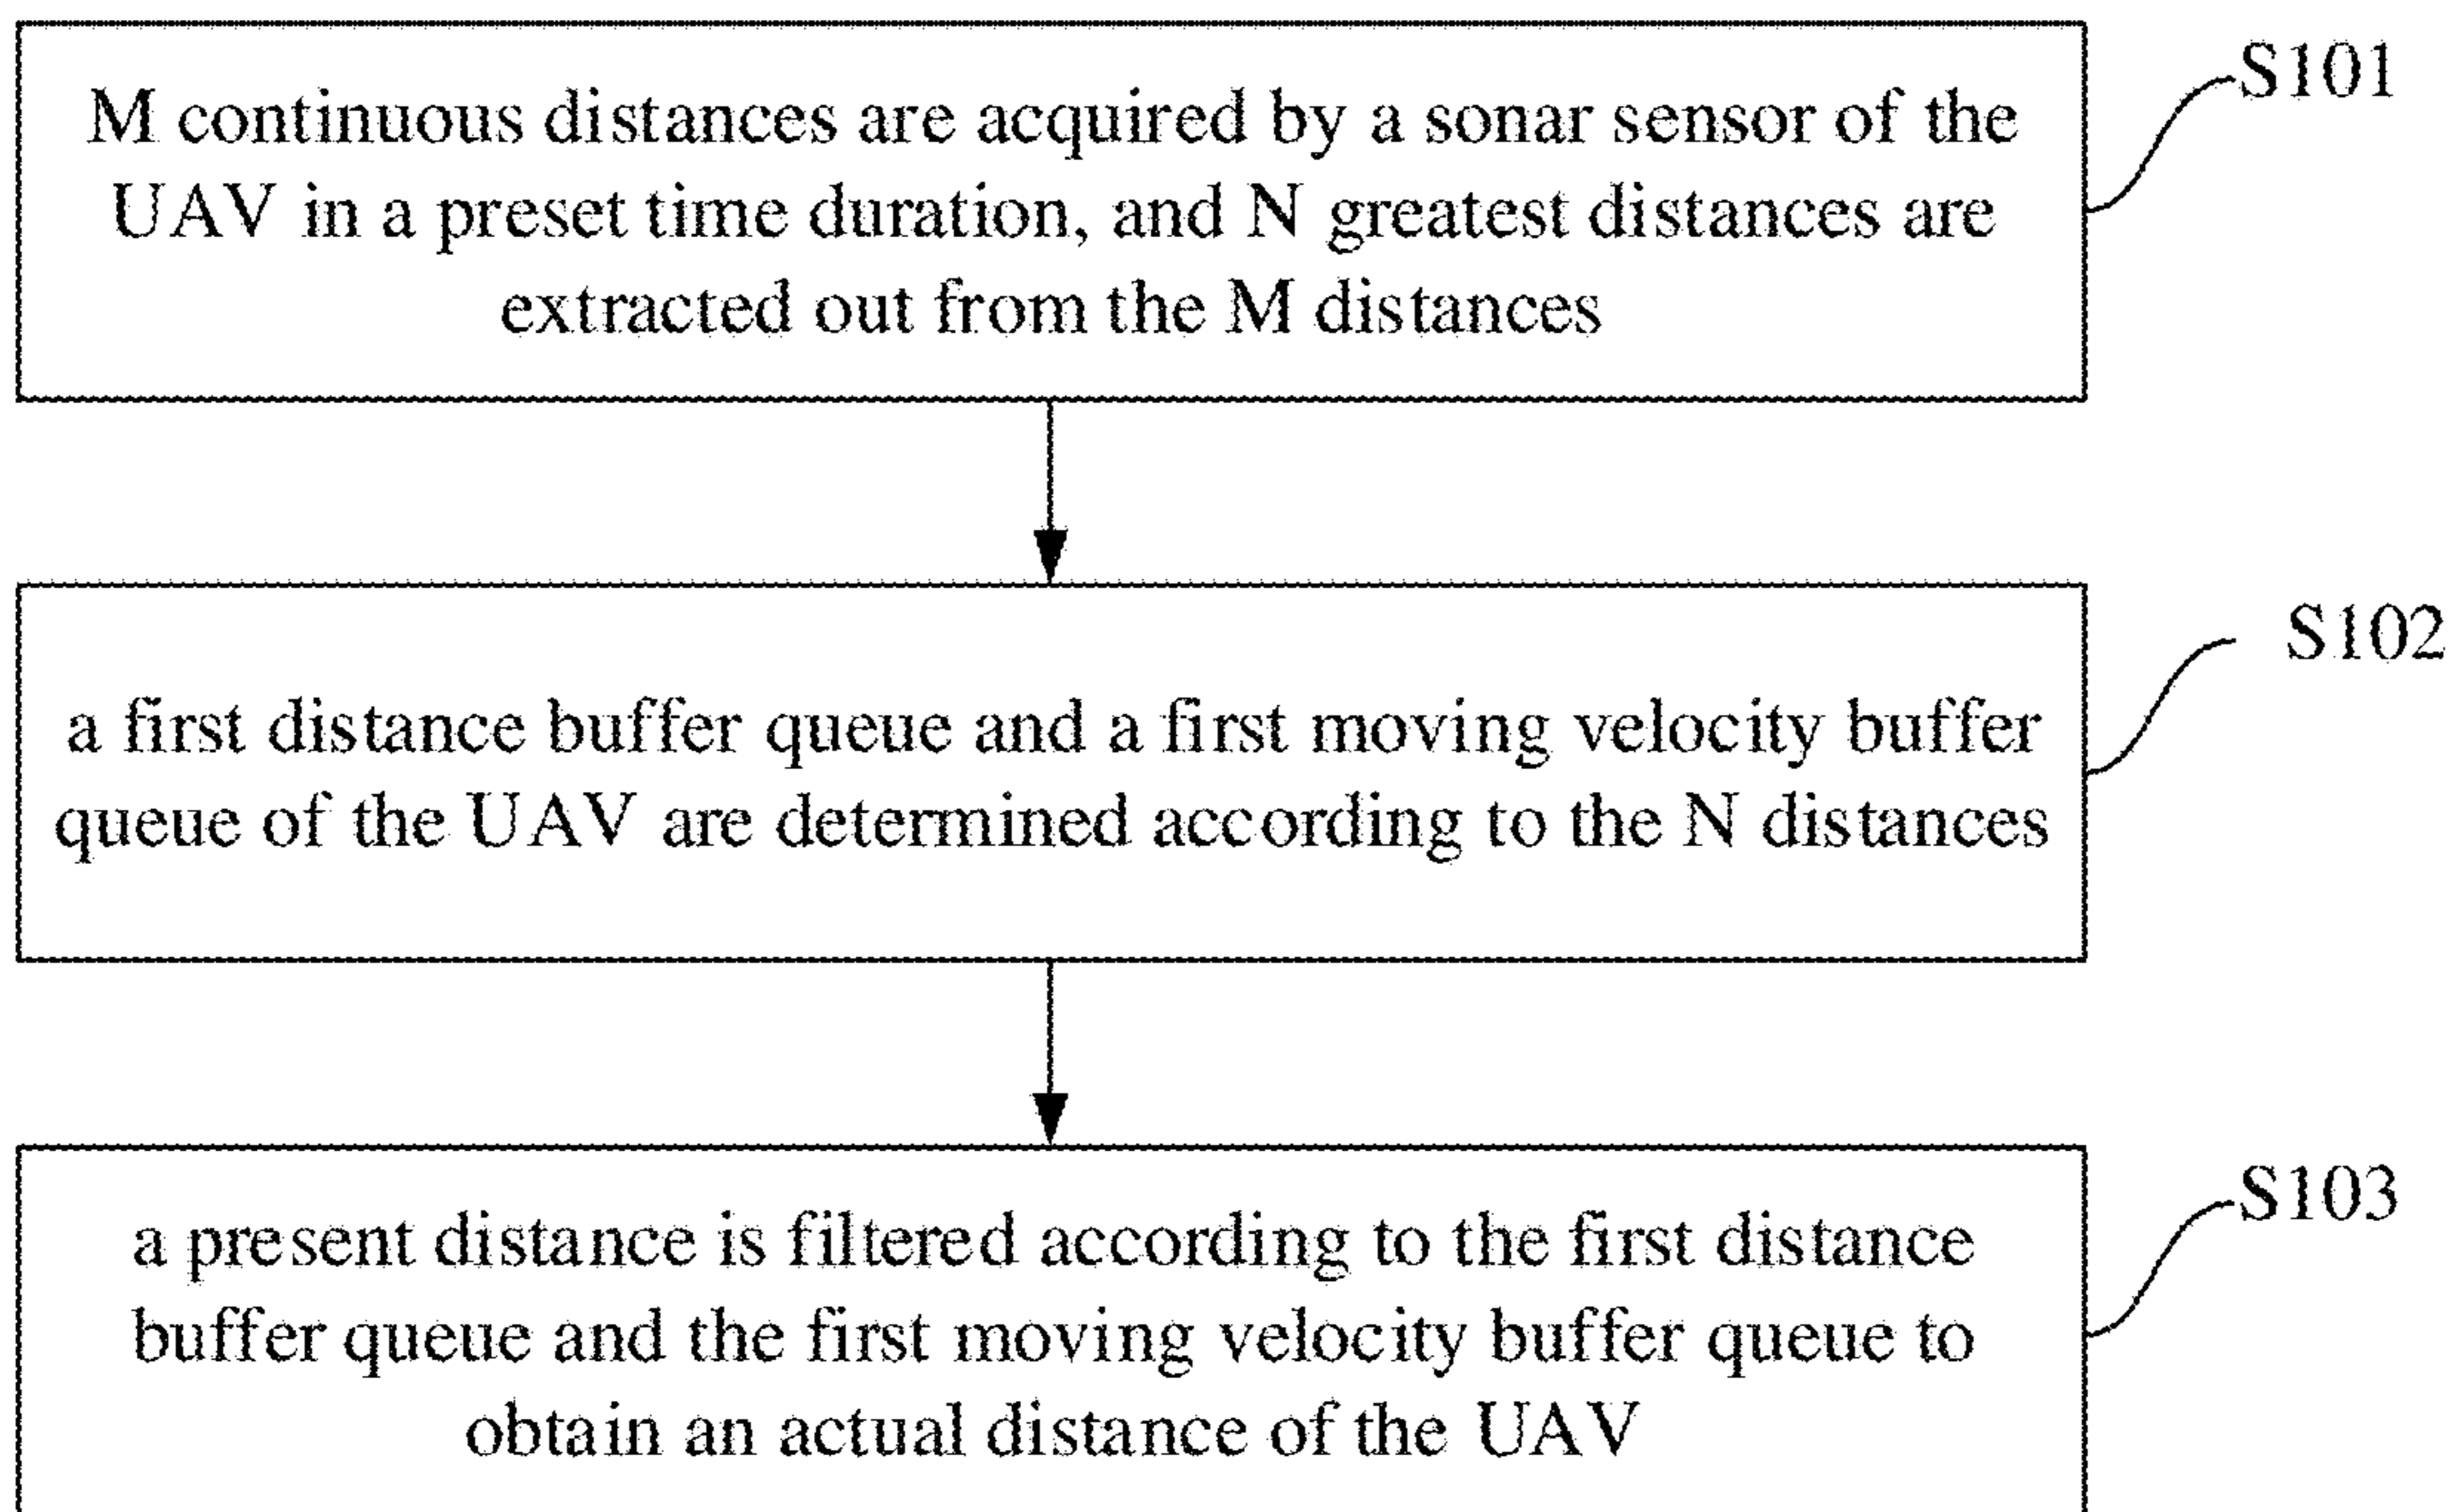 M continuous distances are acquired by a sonar sensor of the
UAV in a preset time duration, and N greatest distances are
extracted out from the M distances
S101
a first distance buffer queue and a first moving velocity buffer
queue of the UAV are determined according to the N distances
S102
a present distance is filtered according to the first distance
buffer queue and the first moving velocity buffer queue to
obtain an actual distance of the UAV
S103